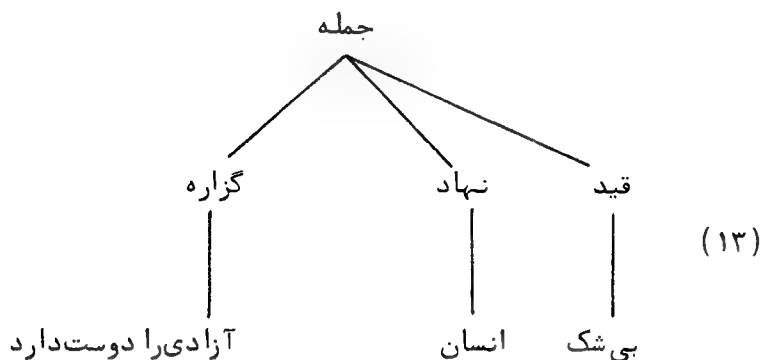 جمله
قید نهاد گزاره
(۱۳)
بی‌شک انسان آزادی‌را دوست‌دارد